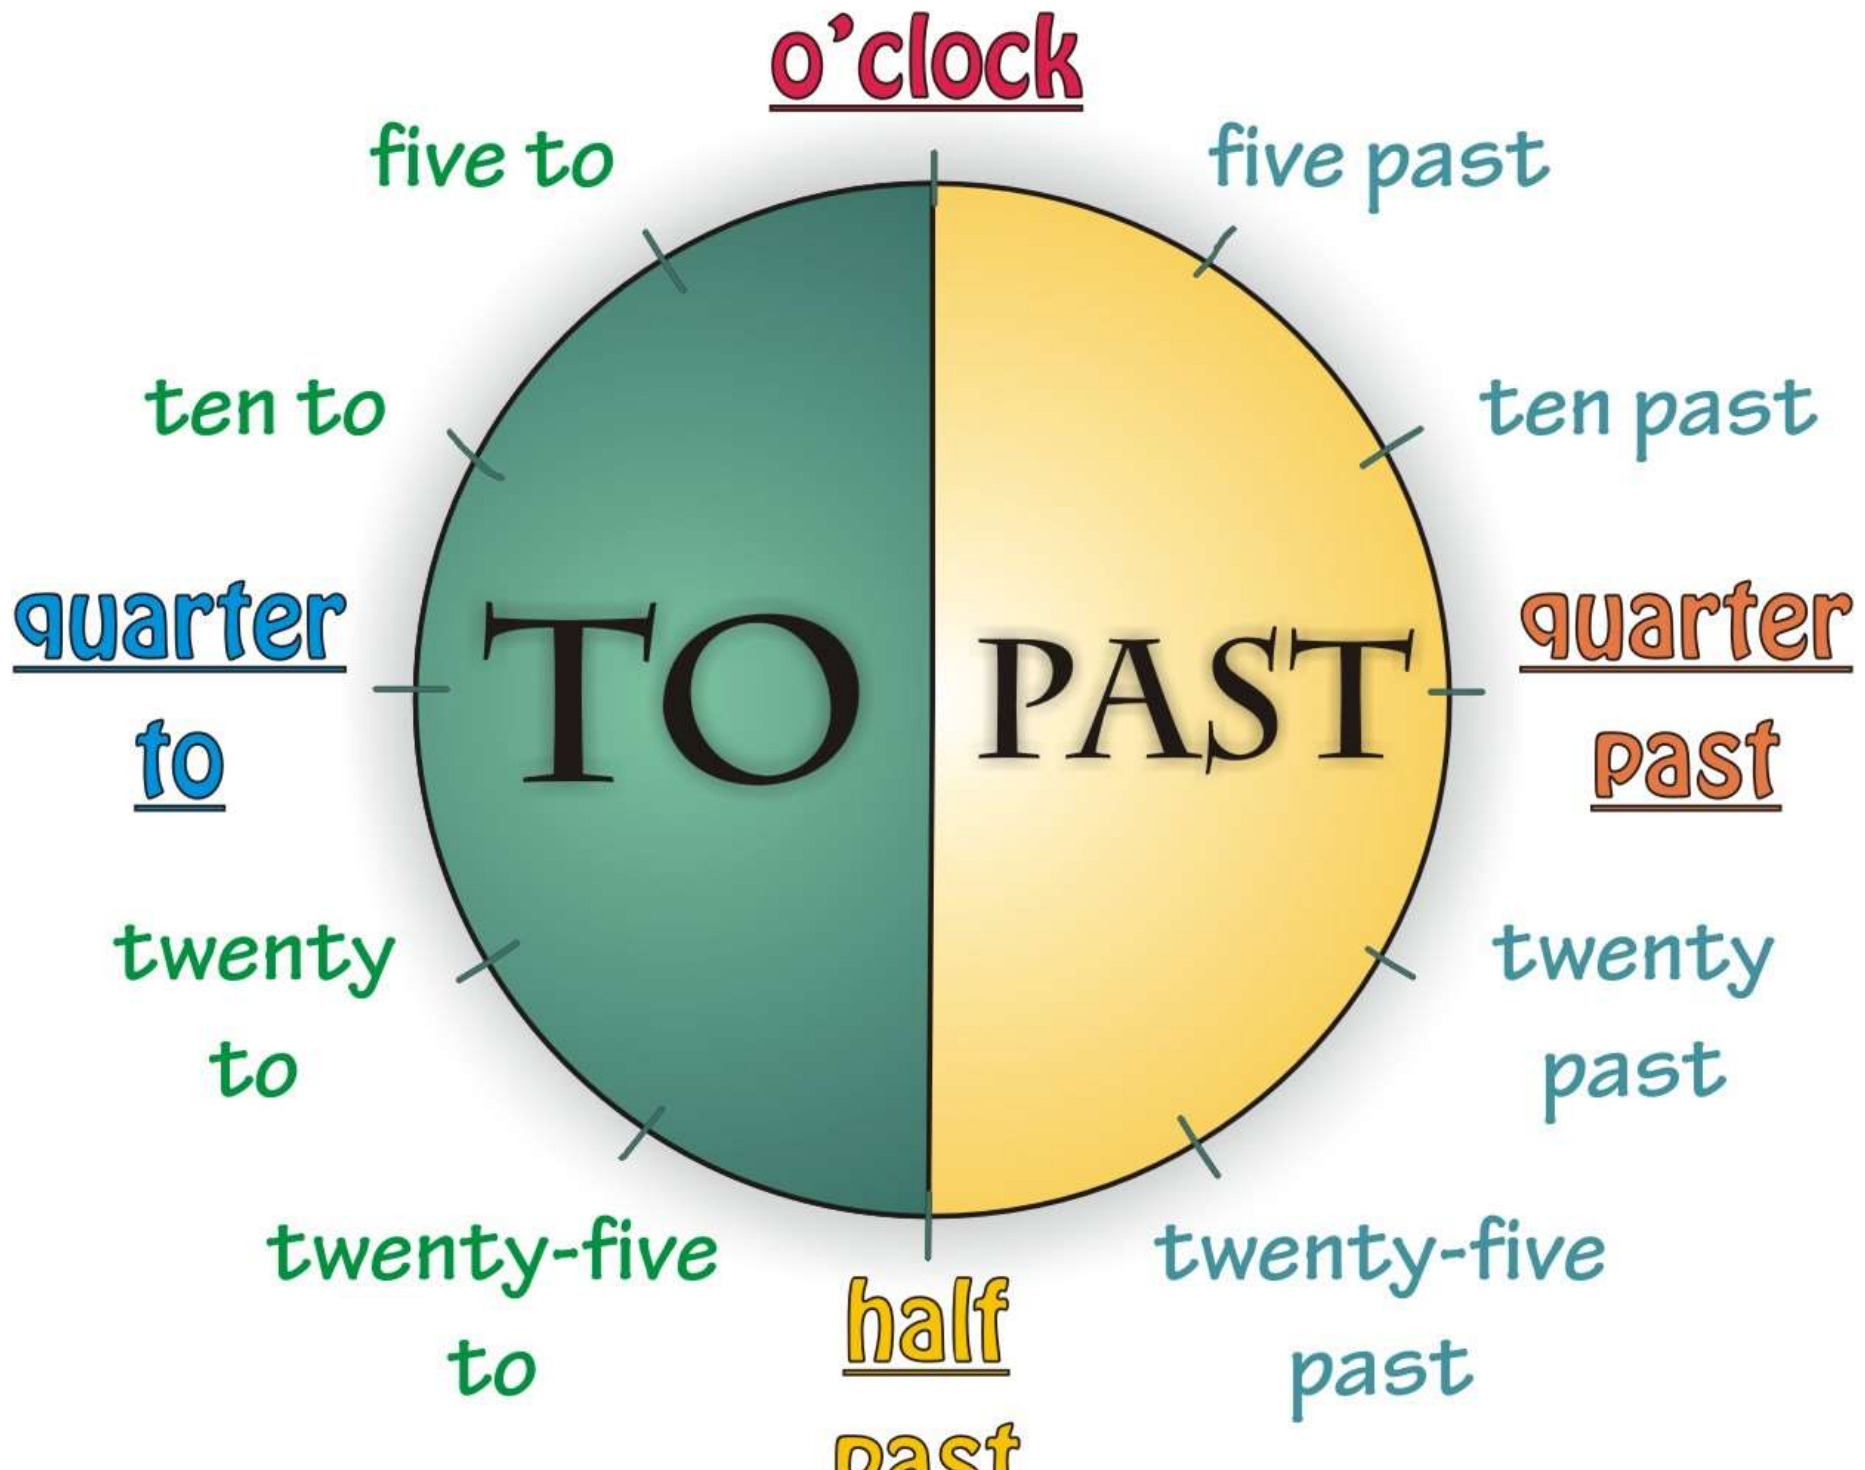 o'clock
five past
ten past
quarter
past
twenty
past
twenty-five
past
half
past
twenty-five
to
twenty
to
quarter
to
ten to
five to
TO
PAST